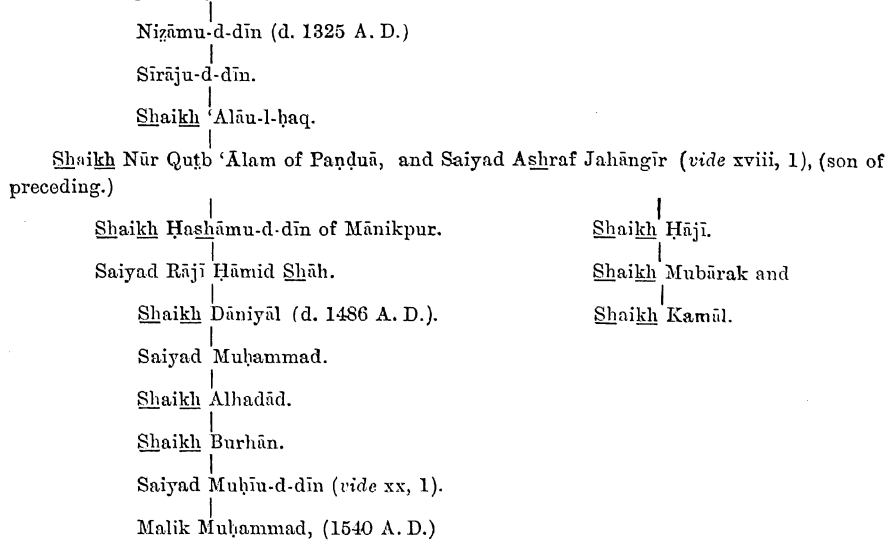 Niẓāmu-d-dīn (d. 1325 A. D.)
Sīrāju-d-dīn.
Shaikh ‘Alāu-l-ḥaq.
Shaikh Nūr Quṭb ‘Ālam of Paṇḍuā, and Saiyad Ashraf Jahāngīr (vide xviii, 1), (son of
preceding.)
Shaikh Ḥashāmu-d-dīn of Mānikpur.
Saiyad Rājī Ḥāmid Shāh.
Shaikh Dāniyāl (d. 1486 A. D.).
Saiyad Muḥammad.
Shaikh Alhadād.
Shaikh Burhān.
Saiyad Muḥīu-d-dīn (vide xx, 1).
Malik Muḥammad, (1540 A. D.)
Shaikh Ḥājī.
Shaikh Mubārak and
Shaikh Kamāl.